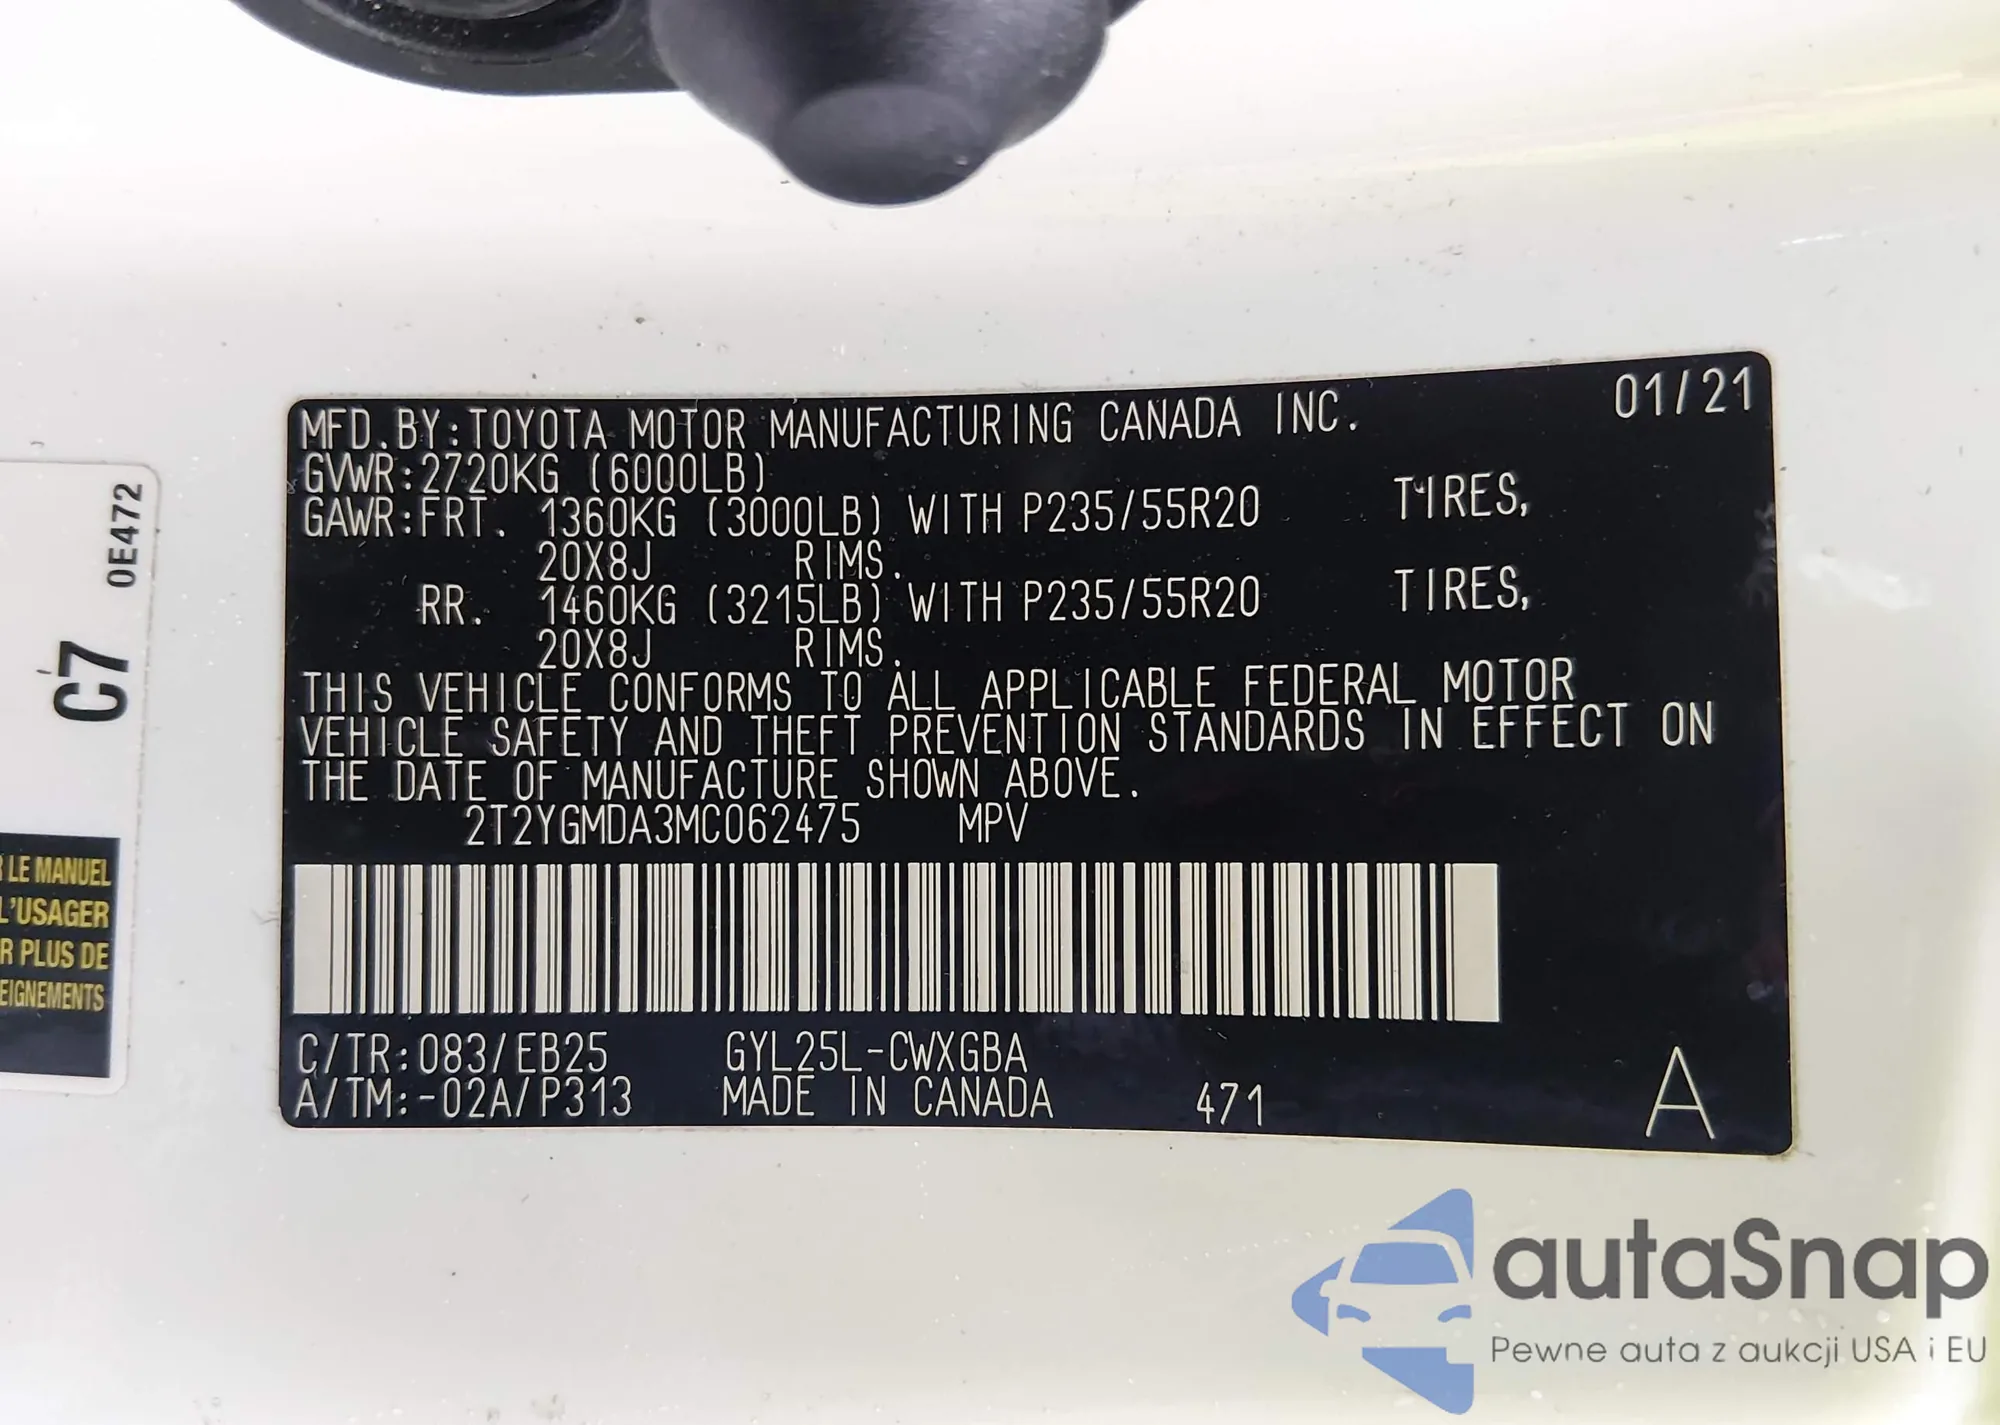 MFD.BY:TOYOTA MOTOR MANUFACTURING CANADA INC. 01/21
GVWR:2720KG (6000LB)
GAWR:FRT. 1360KG (3000LB) WITH P235/55R20 TIRES,
20X8J RIMS.
RR. 1460KG (3215LB) WITH P235/55R20 TIRES,
20X8J RIMS.
THIS VEHICLE CONFORMS TO ALL APPLICABLE FEDERAL MOTOR
VEHICLE SAFETY AND THEFT PREVENTION STANDARDS IN EFFECT ON
THE DATE OF MANUFACTURE SHOWN ABOVE.
2T2YGMDA3MC062475 MPV
C/TR:083/EB25 GYL25L-CWXGBA
A/TM:-02A/P313 MADE IN CANADA 471 A
C7 0E472
LE MANUEL
L'USAGER
R PLUS DE
EIGNEMENTS
autaSnap
Pewne auta z aukcji USA i EU